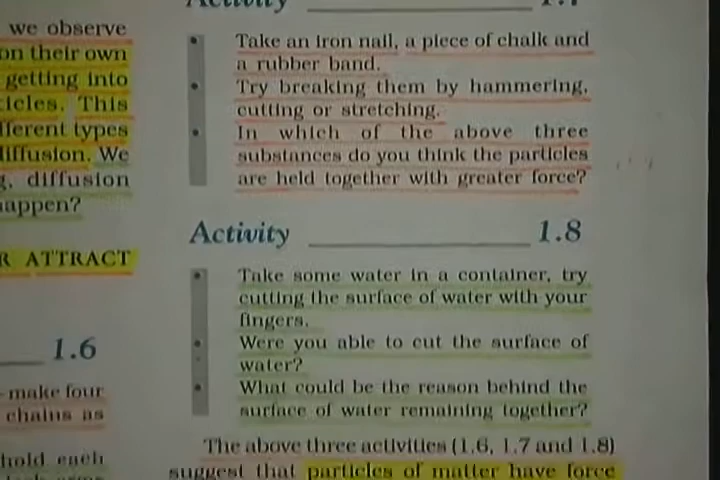 we observe
on their own
getting into
This
types
diffusion. We
diffusion
happen?
ATTRACT
1.6
make four
chains as
hold each
Activity
Take an iron nail, a piece of chalk and
a rubber band.
Try breaking them by hammering,
cutting or stretching.
In which of the above three
substances do you think the particles
are held together with greater force?
Activity 1.8
Take some water in a container, try
cutting the surface of water with your
fingers.
Were you able to cut the surface of
water?
What could be the reason behind the
surface of water remaining together?
The above three activities (1.6, 1.7 and 1.8)
suggest that particles of matter have force